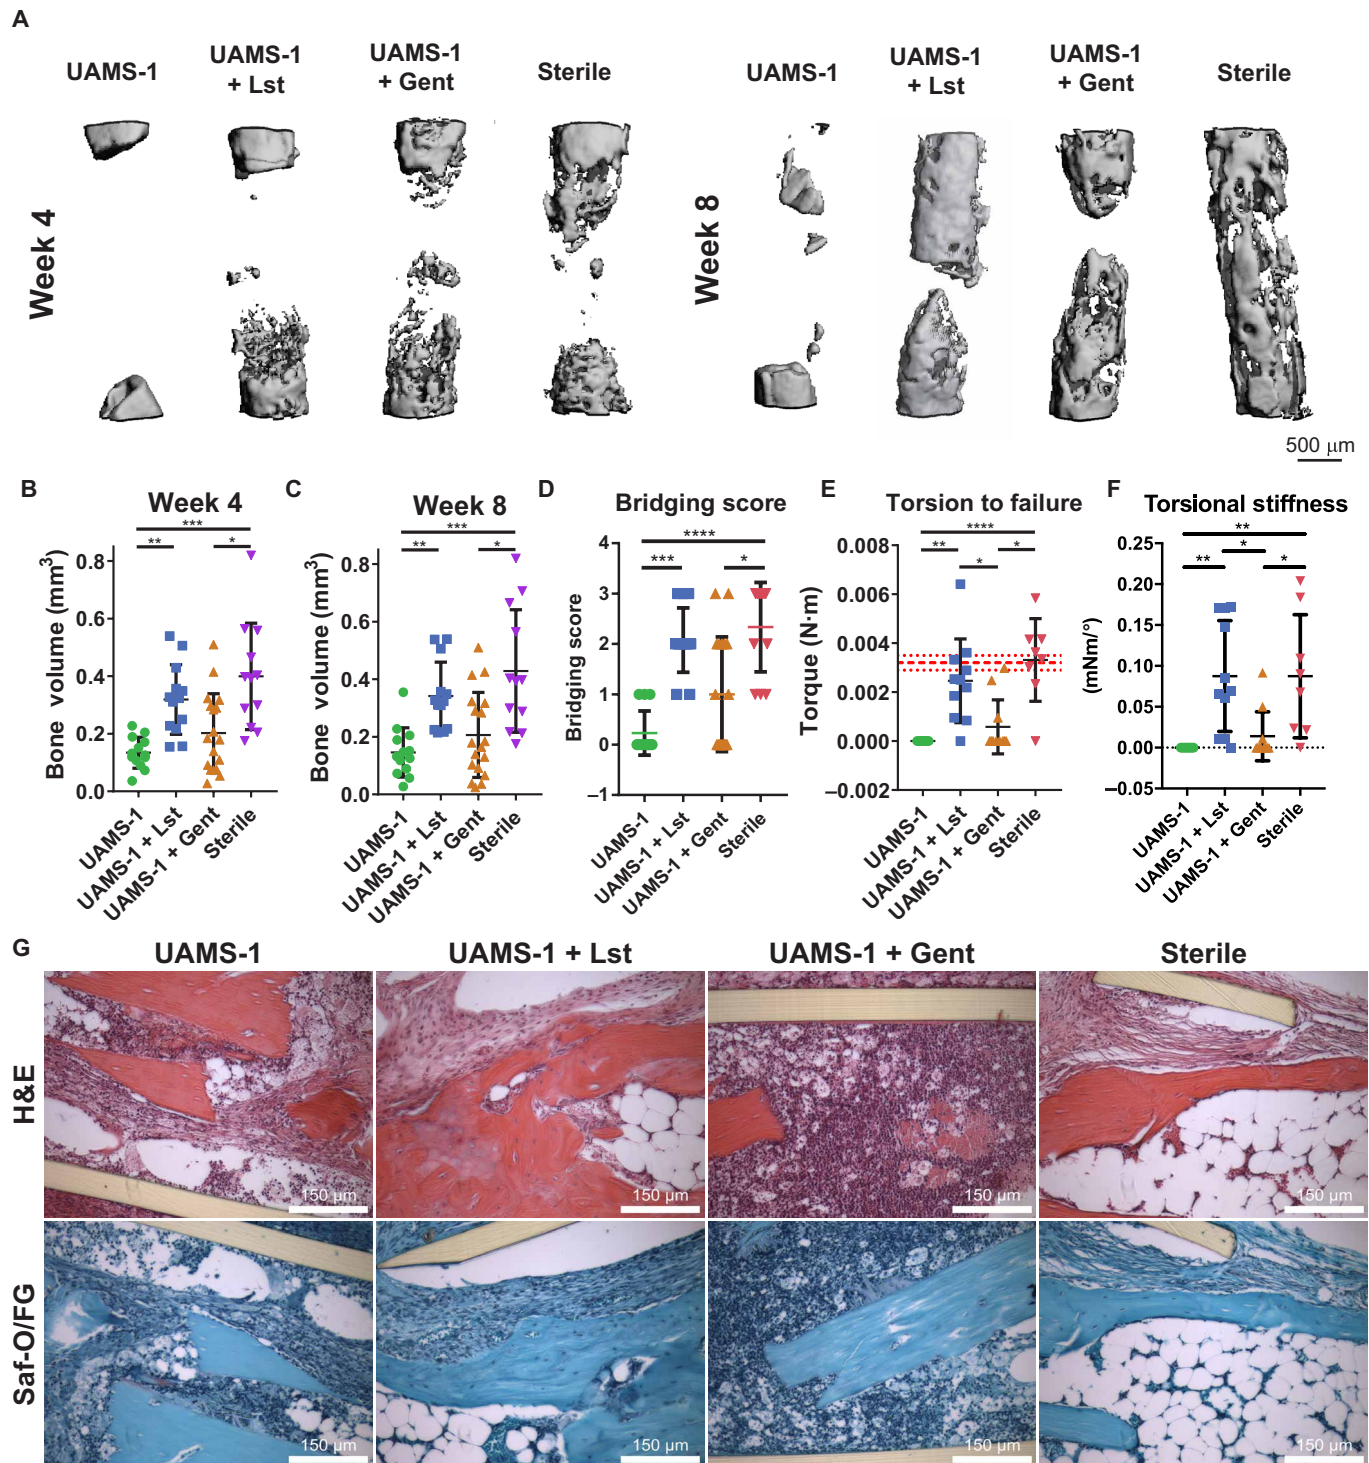 A
UAMS-1
UAMS-1
+ Lst
UAMS-1
+ Gent
Sterile
UAMS-1
UAMS-1
+ Lst
UAMS-1
+ Gent
Sterile
Week 4
Week 8
500 µm
B
Week 4
***
**
*
Bone volume (mm³)
0.8
0.6
0.4
0.2
0.0
UAMS-1
UAMS-1 + Lst
UAMS-1 + Gent
Sterile
C
Week 8
***
**
*
Bone volume (mm³)
0.8
0.6
0.4
0.2
0.0
UAMS-1
UAMS-1 + Lst
UAMS-1 + Gent
Sterile
D
Bridging score
****
***
*
Bridging score
4
3
2
1
0
–1
UAMS-1
UAMS-1 + Lst
UAMS-1 + Gent
Sterile
E
Torsion to failure
****
**
*
*
Torque (N·m)
0.008
0.006
0.004
0.002
0.000
–0.002
UAMS-1
UAMS-1 + Lst
UAMS-1 + Gent
Sterile
F
Torsional stiffness
**
*
**
*
(mNm/°)
0.25
0.20
0.15
0.10
0.05
0.00
–0.05
UAMS-1
UAMS-1 + Lst
UAMS-1 + Gent
Sterile
G
UAMS-1
UAMS-1 + Lst
UAMS-1 + Gent
Sterile
H&E
150 µm
150 µm
150 µm
150 µm
Saf-O/FG
150 µm
150 µm
150 µm
150 µm